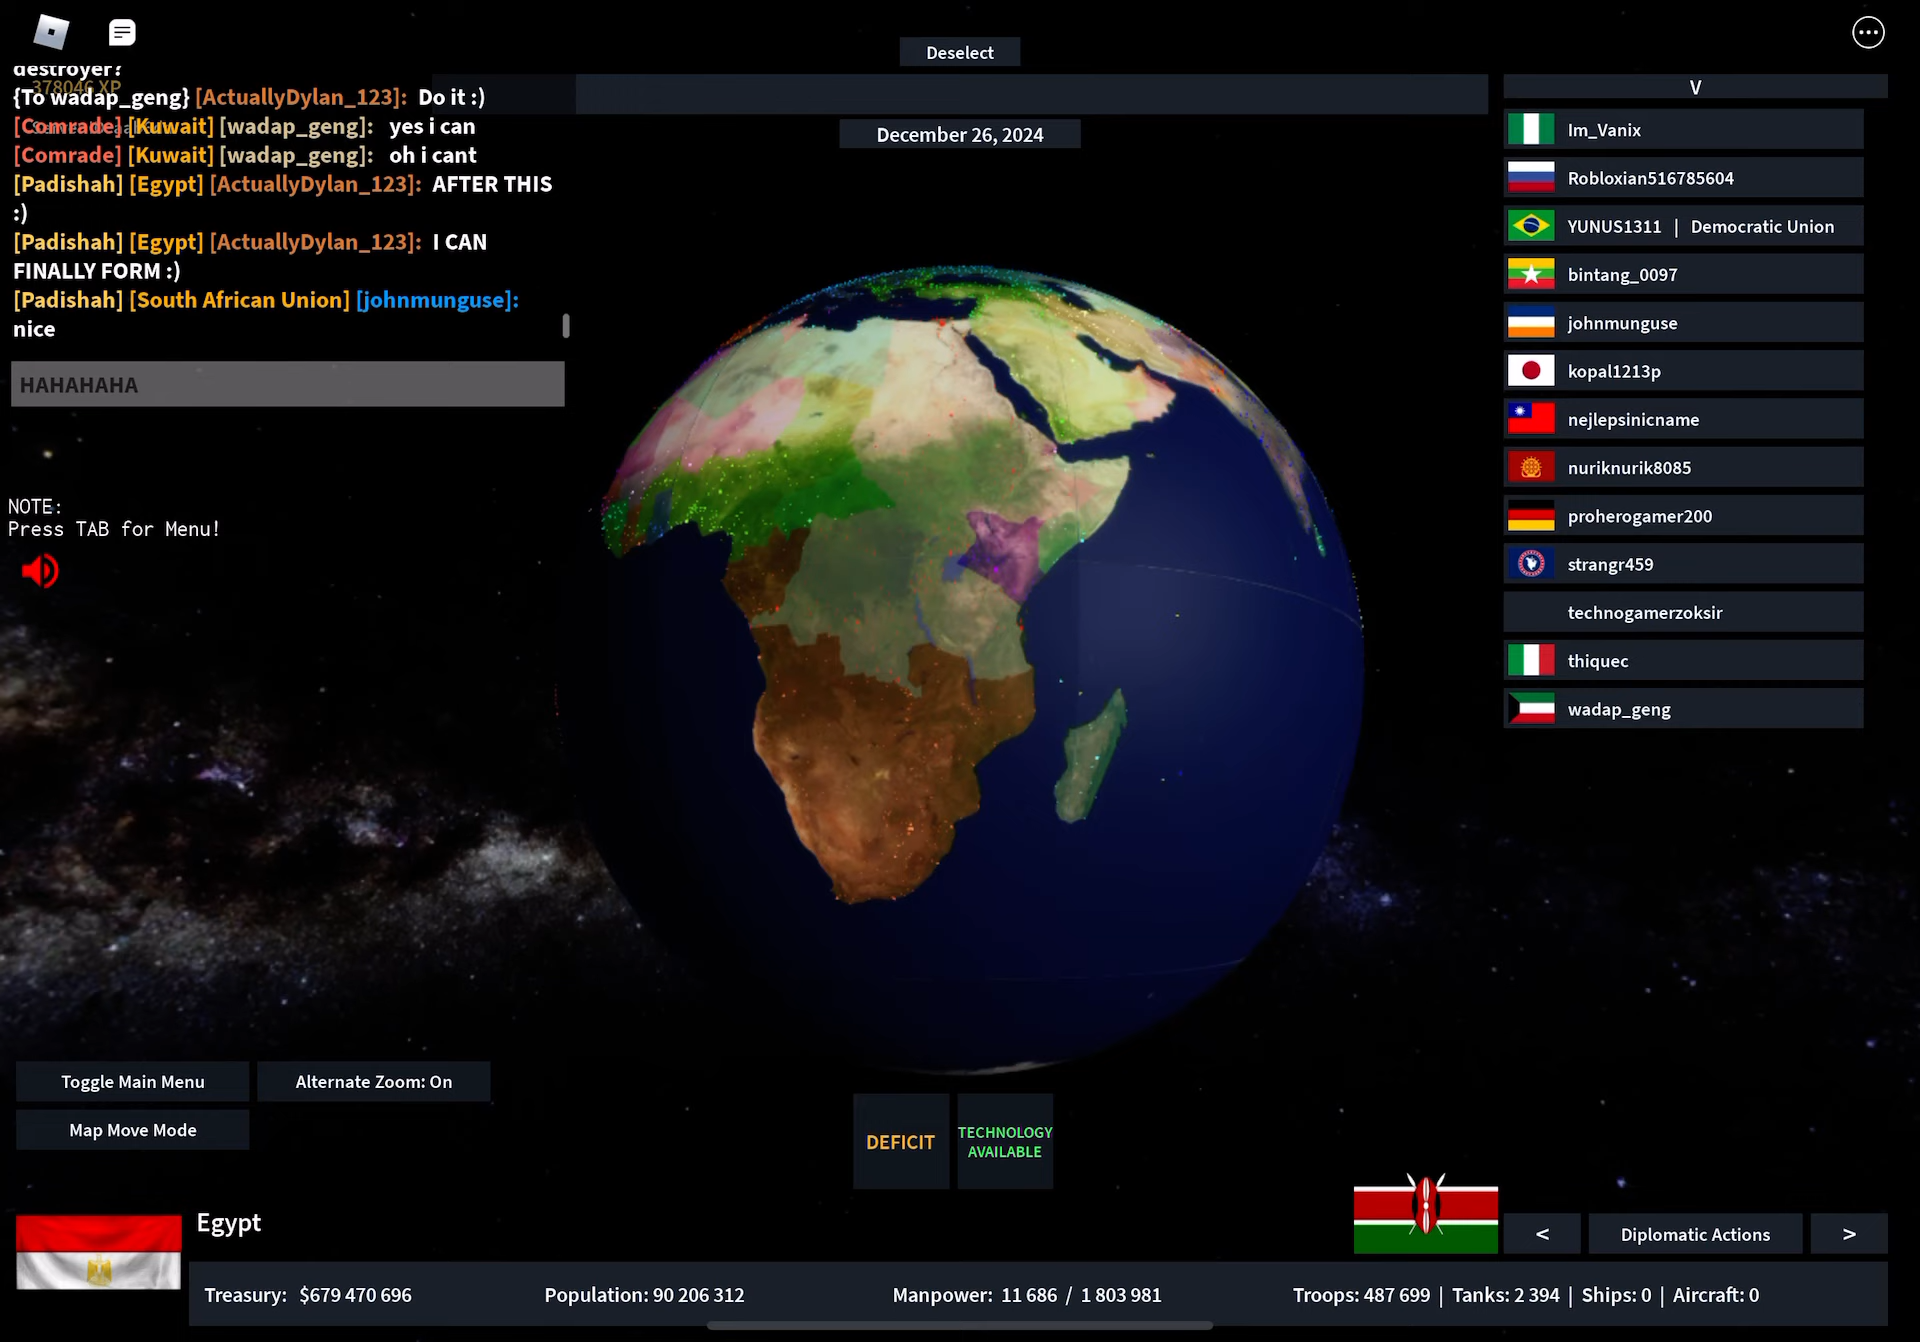 Deselect
destroyer?
378046 XP
{To wadap_geng} [ActuallyDylan_123]: Do it :)
[Comrade] [Kuwait] [wadap_geng]: yes i can
[Comrade] [Kuwait] [wadap_geng]: oh i cant
[Padishah] [Egypt] [ActuallyDylan_123]: AFTER THIS
:)
[Padishah] [Egypt] [ActuallyDylan_123]: I CAN
FINALLY FORM :)
[Padishah] [South African Union] [johnmunguse]:
nice
HAHAHAHA
NOTE:
Press TAB for Menu!
December 26, 2024
V
Im_Vanix
Robloxian516785604
YUNUS1311 | Democratic Union
bintang_0097
johnmunguse
kopal1213p
nejlepsinicname
nuriknurik8085
proherogamer200
strangr459
technogamerzoksir
thiquec
wadap_geng
Toggle Main Menu
Alternate Zoom: On
Map Move Mode
DEFICIT
TECHNOLOGY
AVAILABLE
< Diplomatic Actions >
Egypt
Treasury: $679 470 696
Population: 90 206 312
Manpower: 11 686 / 1 803 981
Troops: 487 699 | Tanks: 2 394 | Ships: 0 | Aircraft: 0